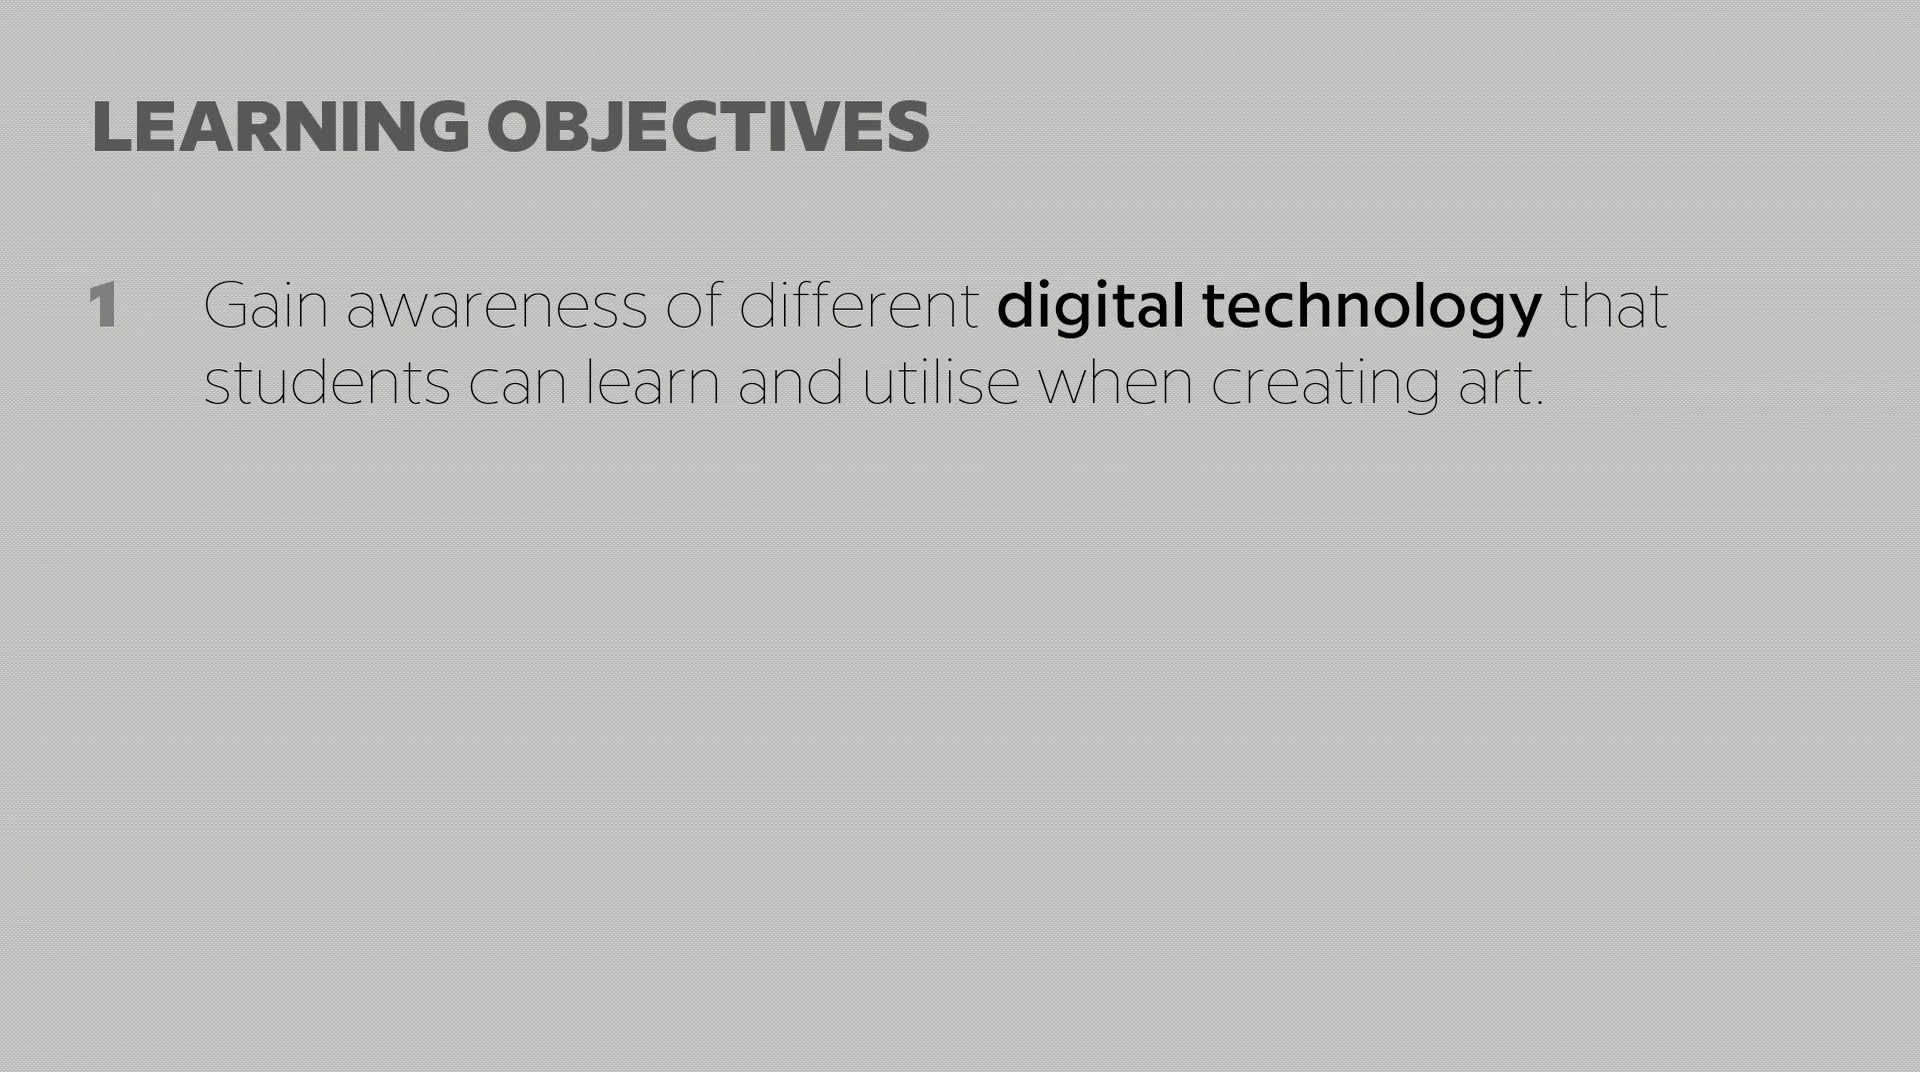 LEARNING OBJECTIVES
1 Gain awareness of different digital technology that
students can learn and utilise when creating art.